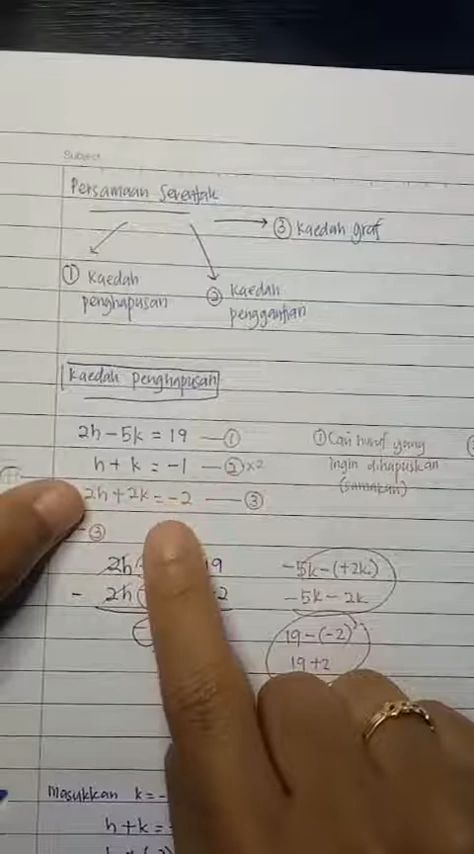 Subject
Persamaan Serentak
③ Kaedah graf
① Kaedah
penghapusan
② Kaedah
penggantian
Kaedah Penghapusan
2h - 5k = 19 — ①
h + k = -1 — ② ×2
2h + 2k = -2 — ③
① Cari huruf yang
ingin dihapuskan
(samakan)
- ③
2h 19
- 2h -2
-5k - (+2k)
-5k - 2k
19 - (-2)
19 + 2
Masukkan k = -
h + k =